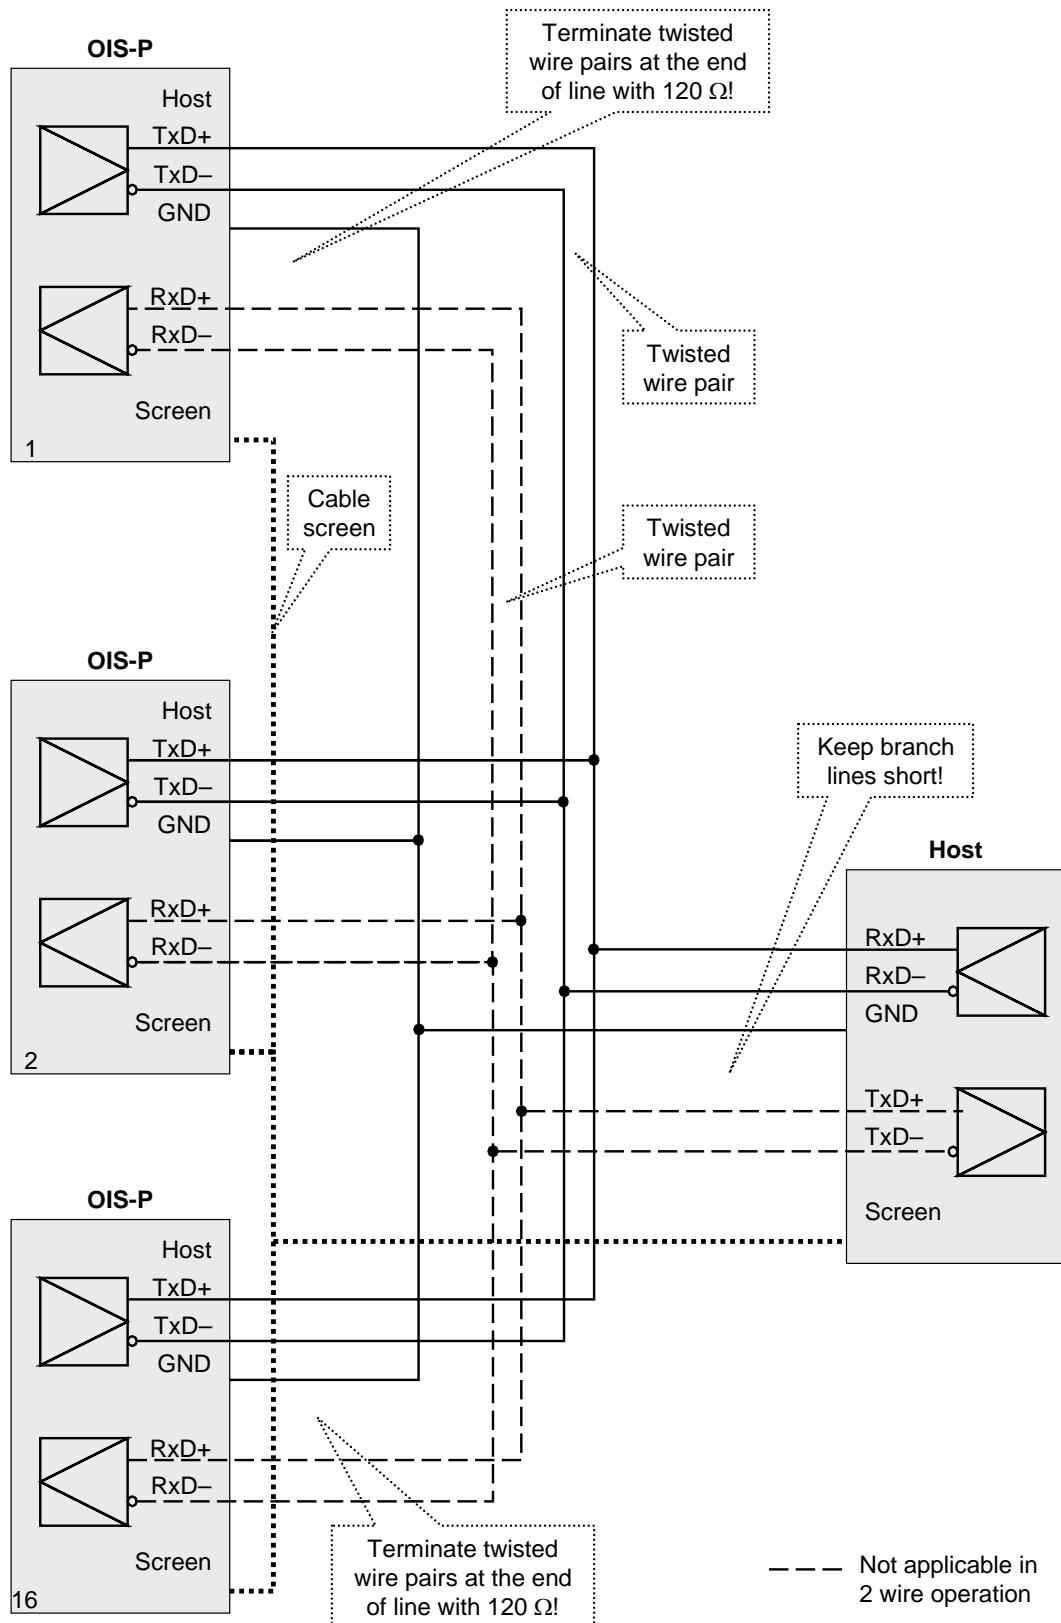 OIS-P
Host
TxD+
TxD–
GND
RxD+
RxD–
Screen
1
Terminate twisted
wire pairs at the end
of line with 120 Ω!
Twisted
wire pair
Cable
screen
Twisted
wire pair
OIS-P
Host
TxD+
TxD–
GND
RxD+
RxD–
Screen
2
Keep branch
lines short!
Host
RxD+
RxD–
GND
TxD+
TxD–
Screen
OIS-P
Host
TxD+
TxD–
GND
RxD+
RxD–
Screen
16
Terminate twisted
wire pairs at the end
of line with 120 Ω!
Not applicable in
2 wire operation